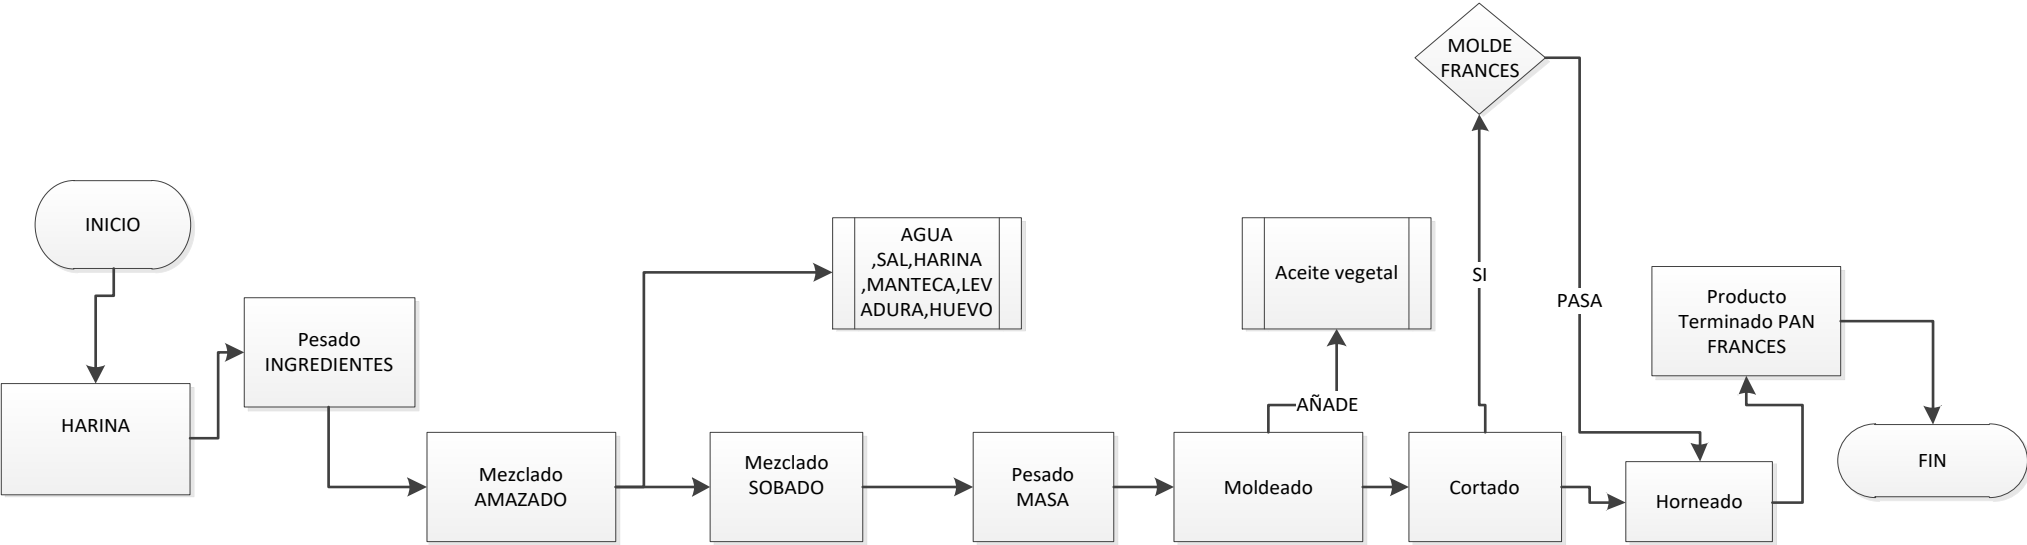 INICIO
HARINA
Pesado
INGREDIENTES
Mezclado
AMAZADO
AGUA
,SAL,HARINA
,MANTECA,LEV
ADURA,HUEVO
Mezclado
SOBADO
Pesado
MASA
Moldeado
AÑADE
Aceite vegetal
Cortado
SI
MOLDE
FRANCES
PASA
Horneado
Producto
Terminado PAN
FRANCES
FIN